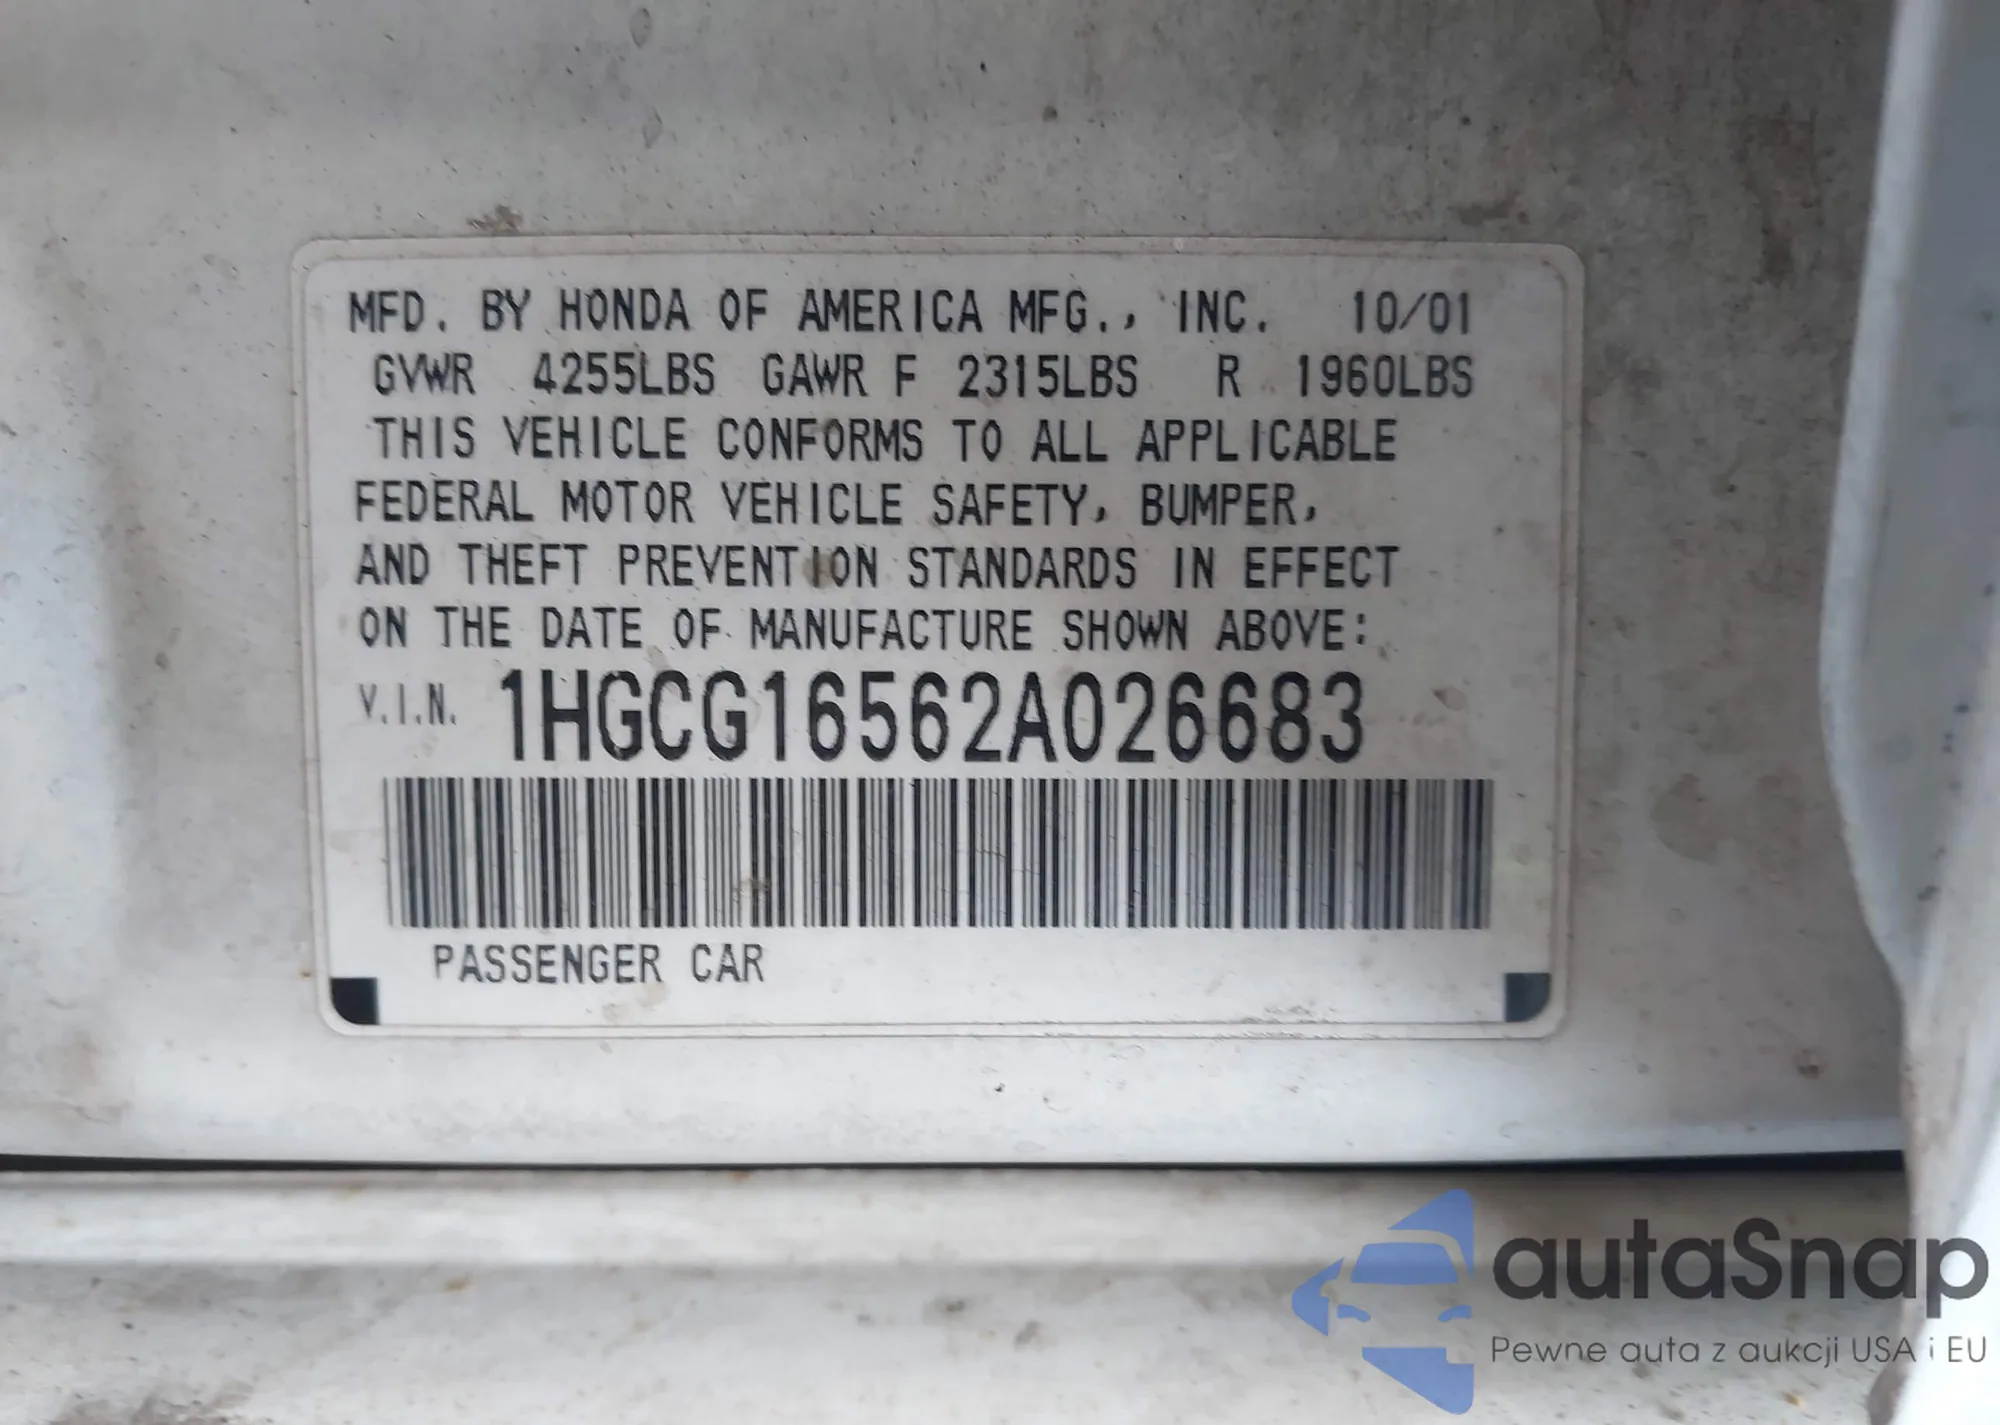 MFD. BY HONDA OF AMERICA MFG., INC. 10/01
GVWR 4255LBS GAWR F 2315LBS R 1960LBS
THIS VEHICLE CONFORMS TO ALL APPLICABLE
FEDERAL MOTOR VEHICLE SAFETY, BUMPER,
AND THEFT PREVENTION STANDARDS IN EFFECT
ON THE DATE OF MANUFACTURE SHOWN ABOVE:
V.I.N. 1HGCG16562A026683
PASSENGER CAR
autaSnap
Pewne auta z aukcji USA i EU